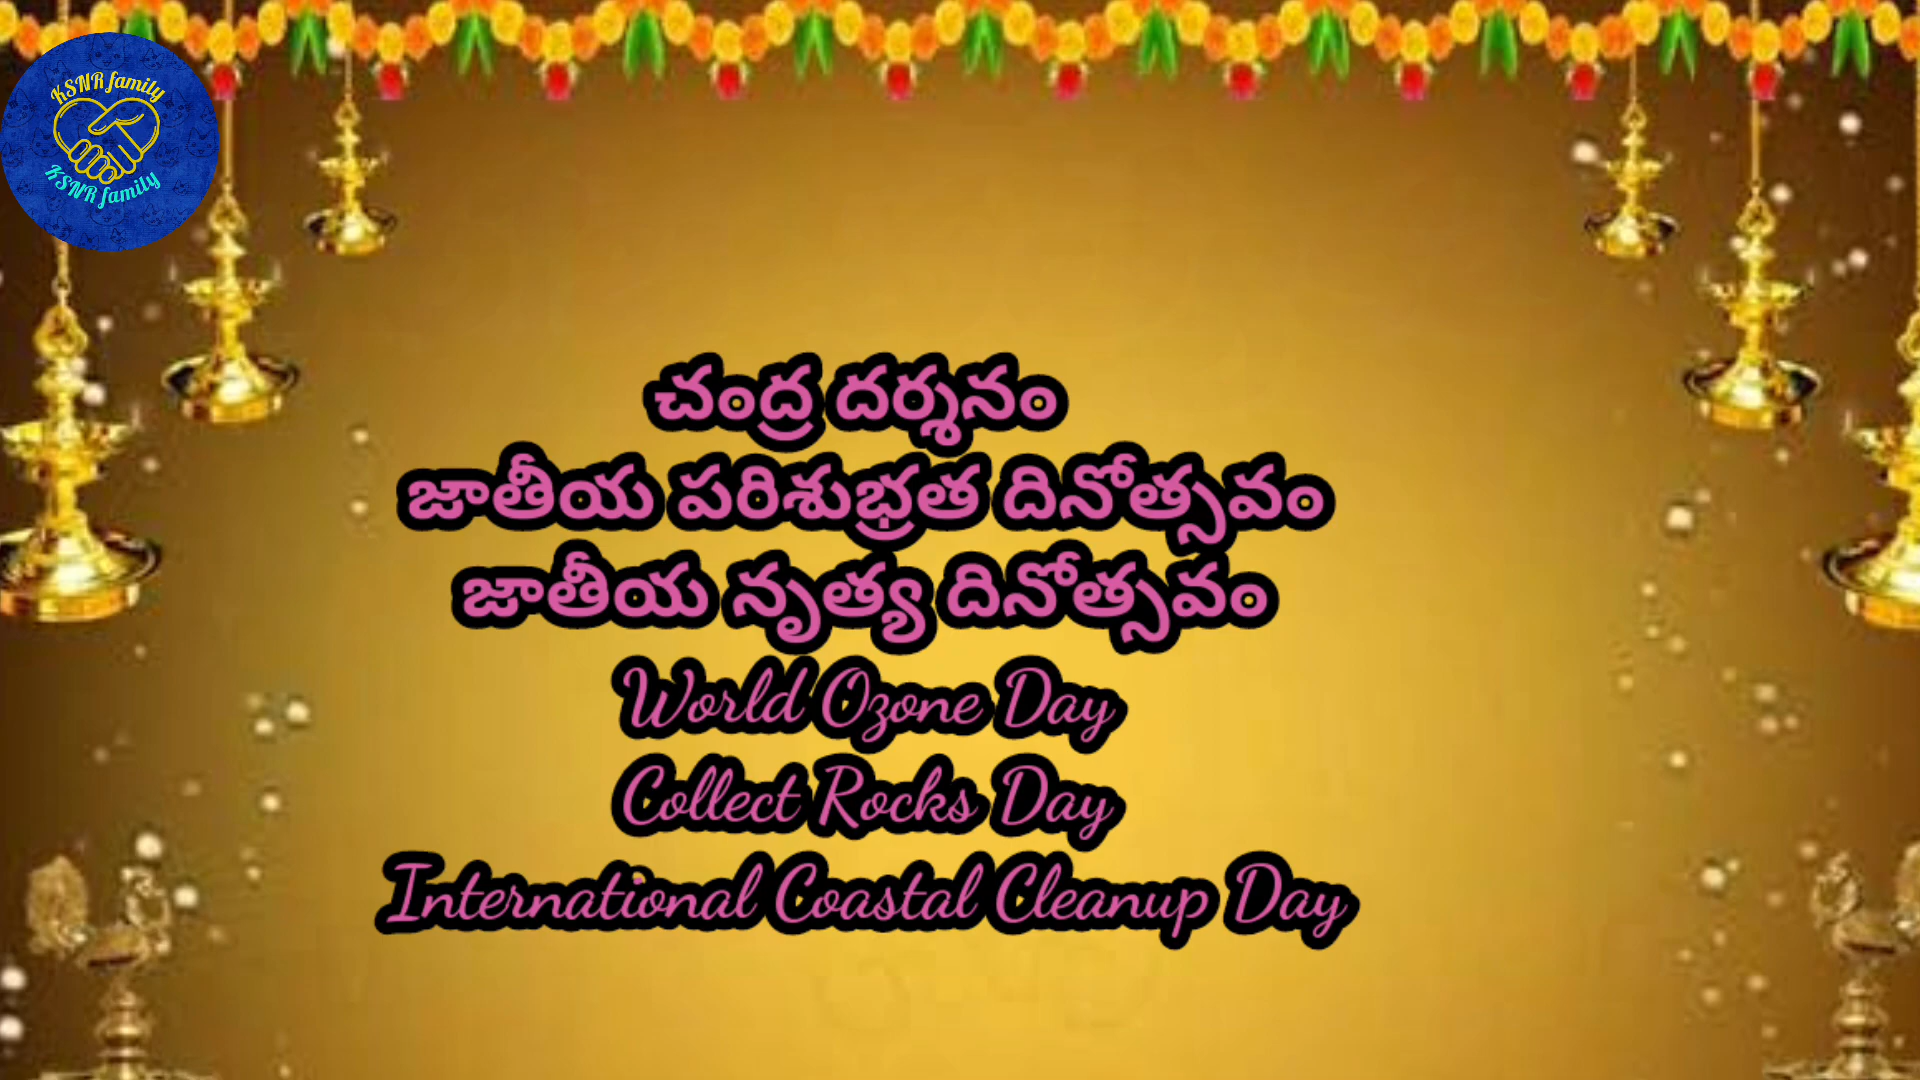 KSNR family
KSNR family
చంద్ర దర్శనం
జాతీయ పరిశుభ్రత దినోత్సవం
జాతీయ నృత్య దినోత్సవం
World Ozone Day
Collect Rocks Day
International Coastal Cleanup Day